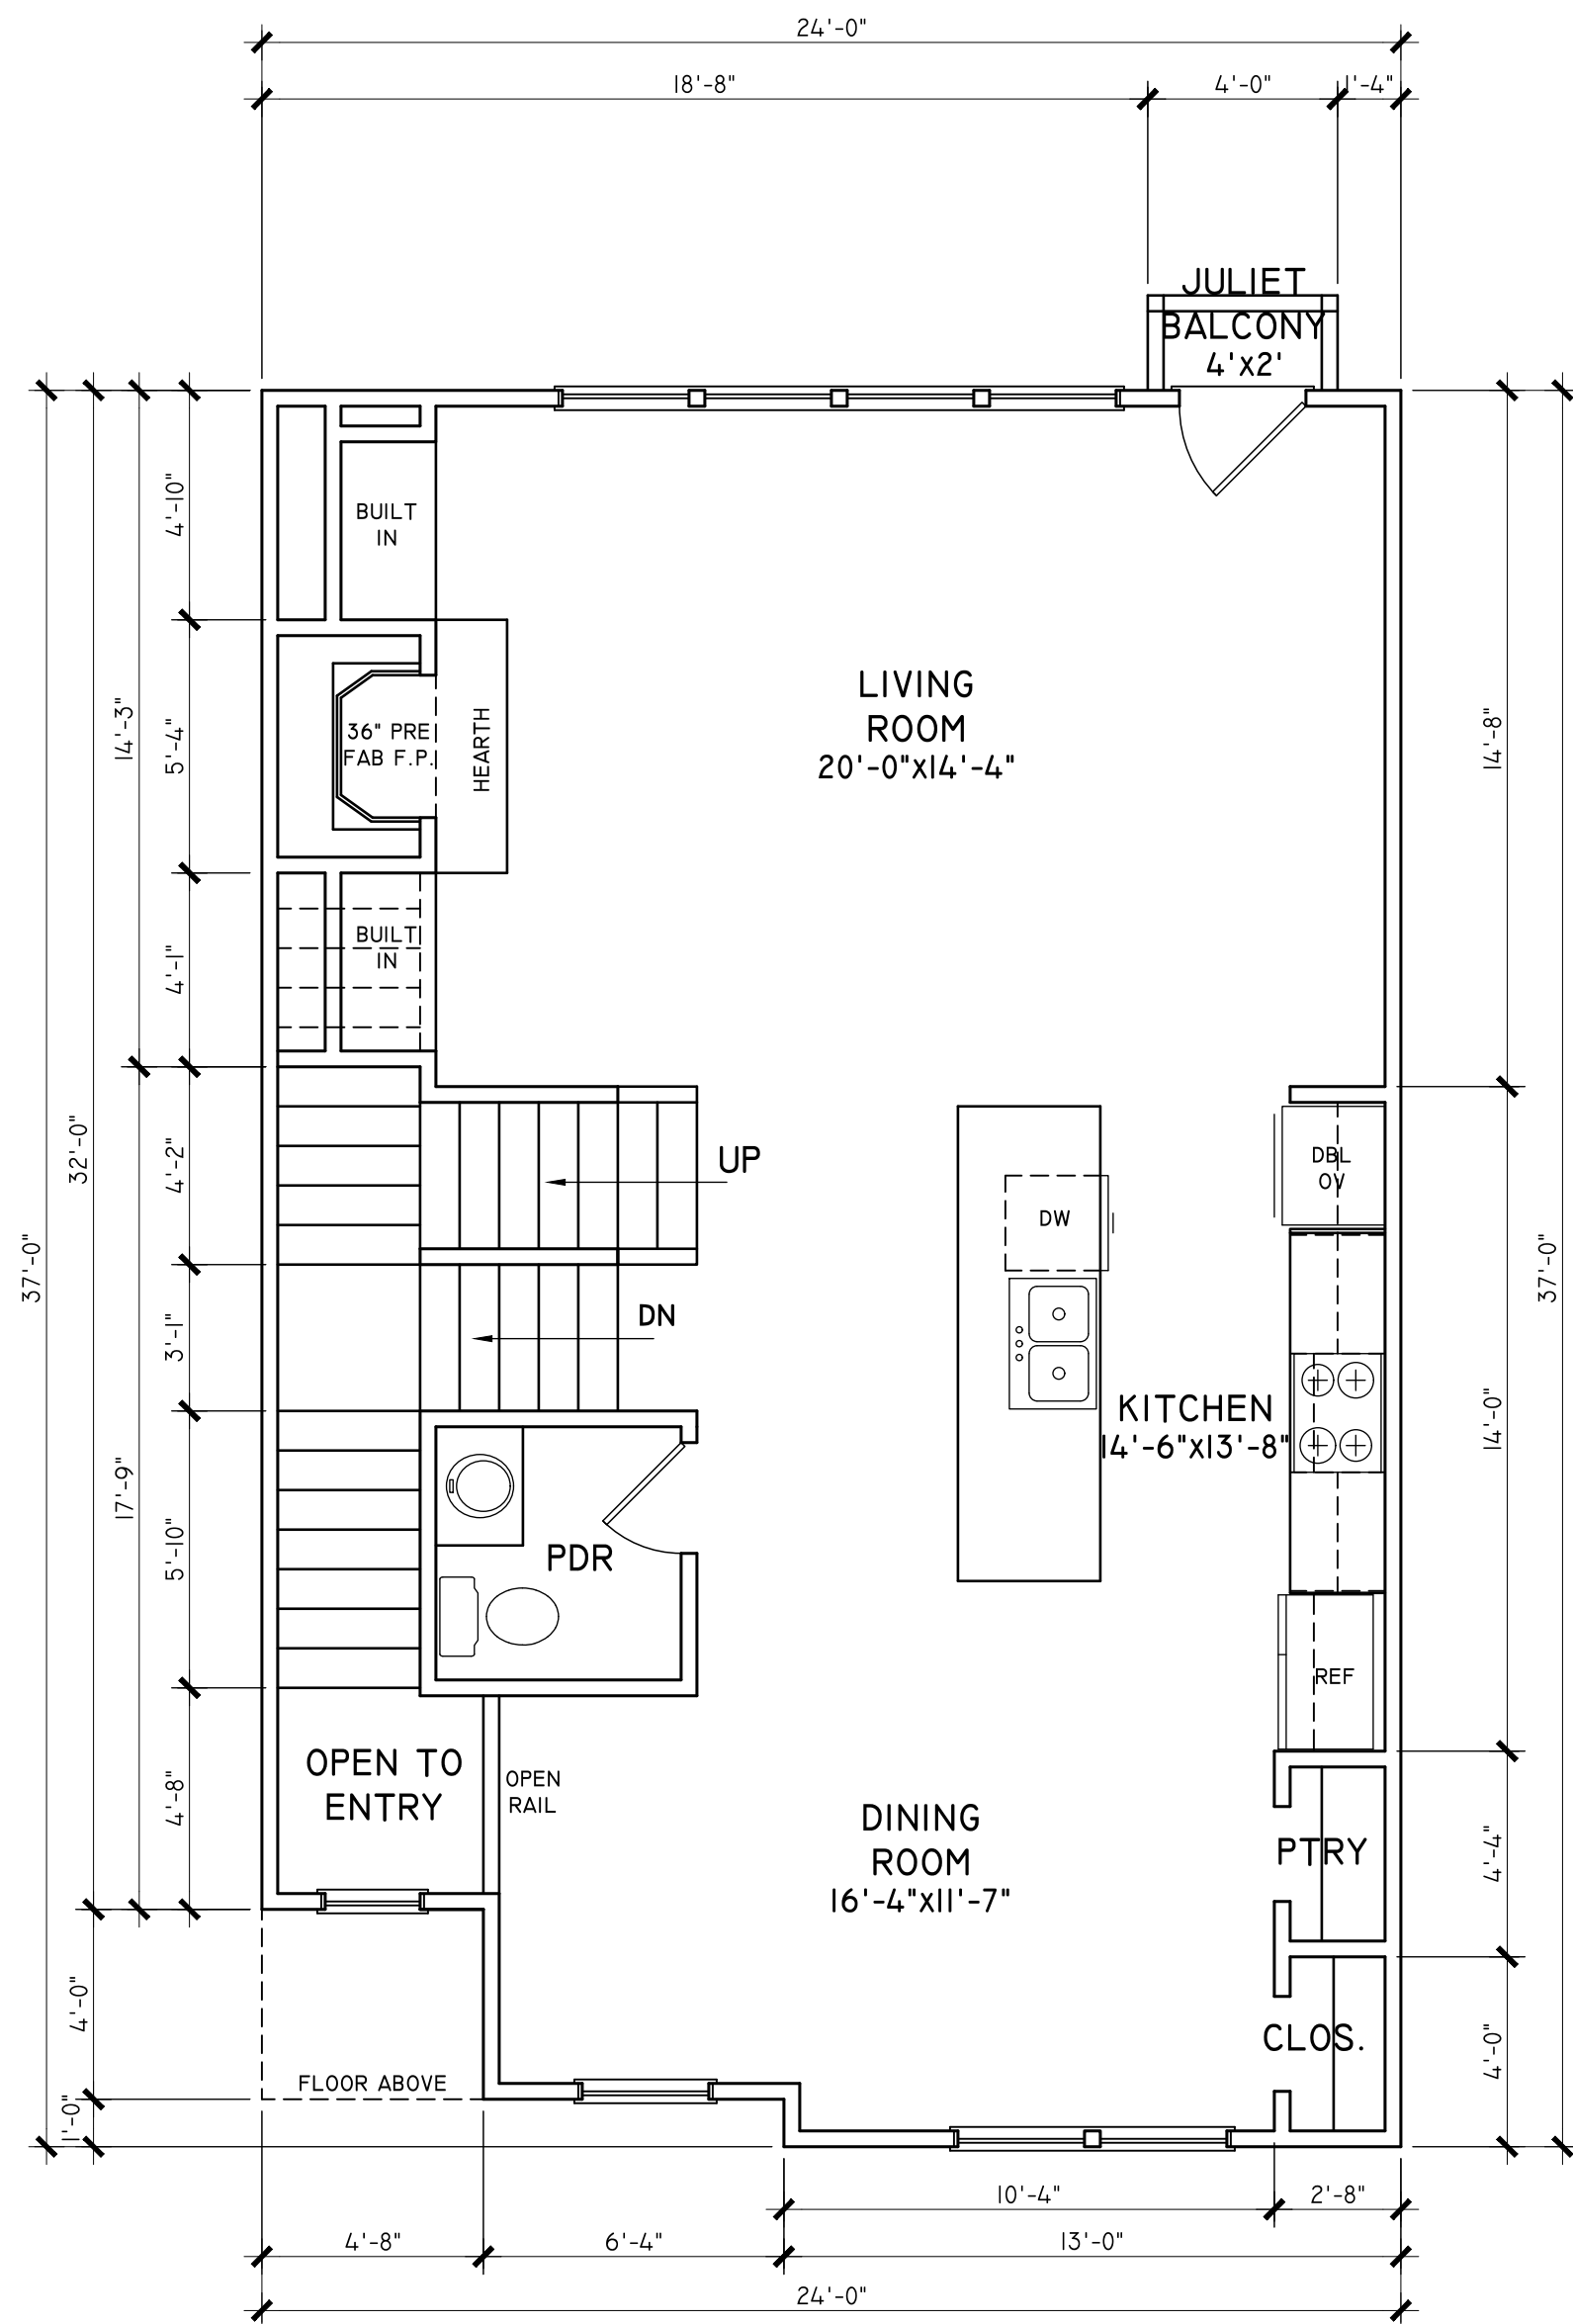 24'-0"
18'-8"
4'-0"
1'-4"
JULIET
BALCONY
4'x2'
4'-10"
5'-4"
4'-1"
4'-2"
3'-1"
5'-10"
4'-8"
14'-3"
17'-9"
32'-0"
4'-0"
1'-0"
37'-0"
BUILT
IN
36" PRE
FAB F.P.
HEARTH
BUILT
IN
LIVING
ROOM
20'-0"x14'-4"
UP
DN
DW
DBL
OV
KITCHEN
14'-6"x13'-8"
PDR
REF
OPEN TO
ENTRY
OPEN
RAIL
DINING
ROOM
16'-4"x11'-7"
PTRY
CLOS.
FLOOR ABOVE
14'-8"
14'-0"
4'-4"
4'-0"
37'-0"
10'-4"
2'-8"
4'-8"
6'-4"
13'-0"
24'-0"